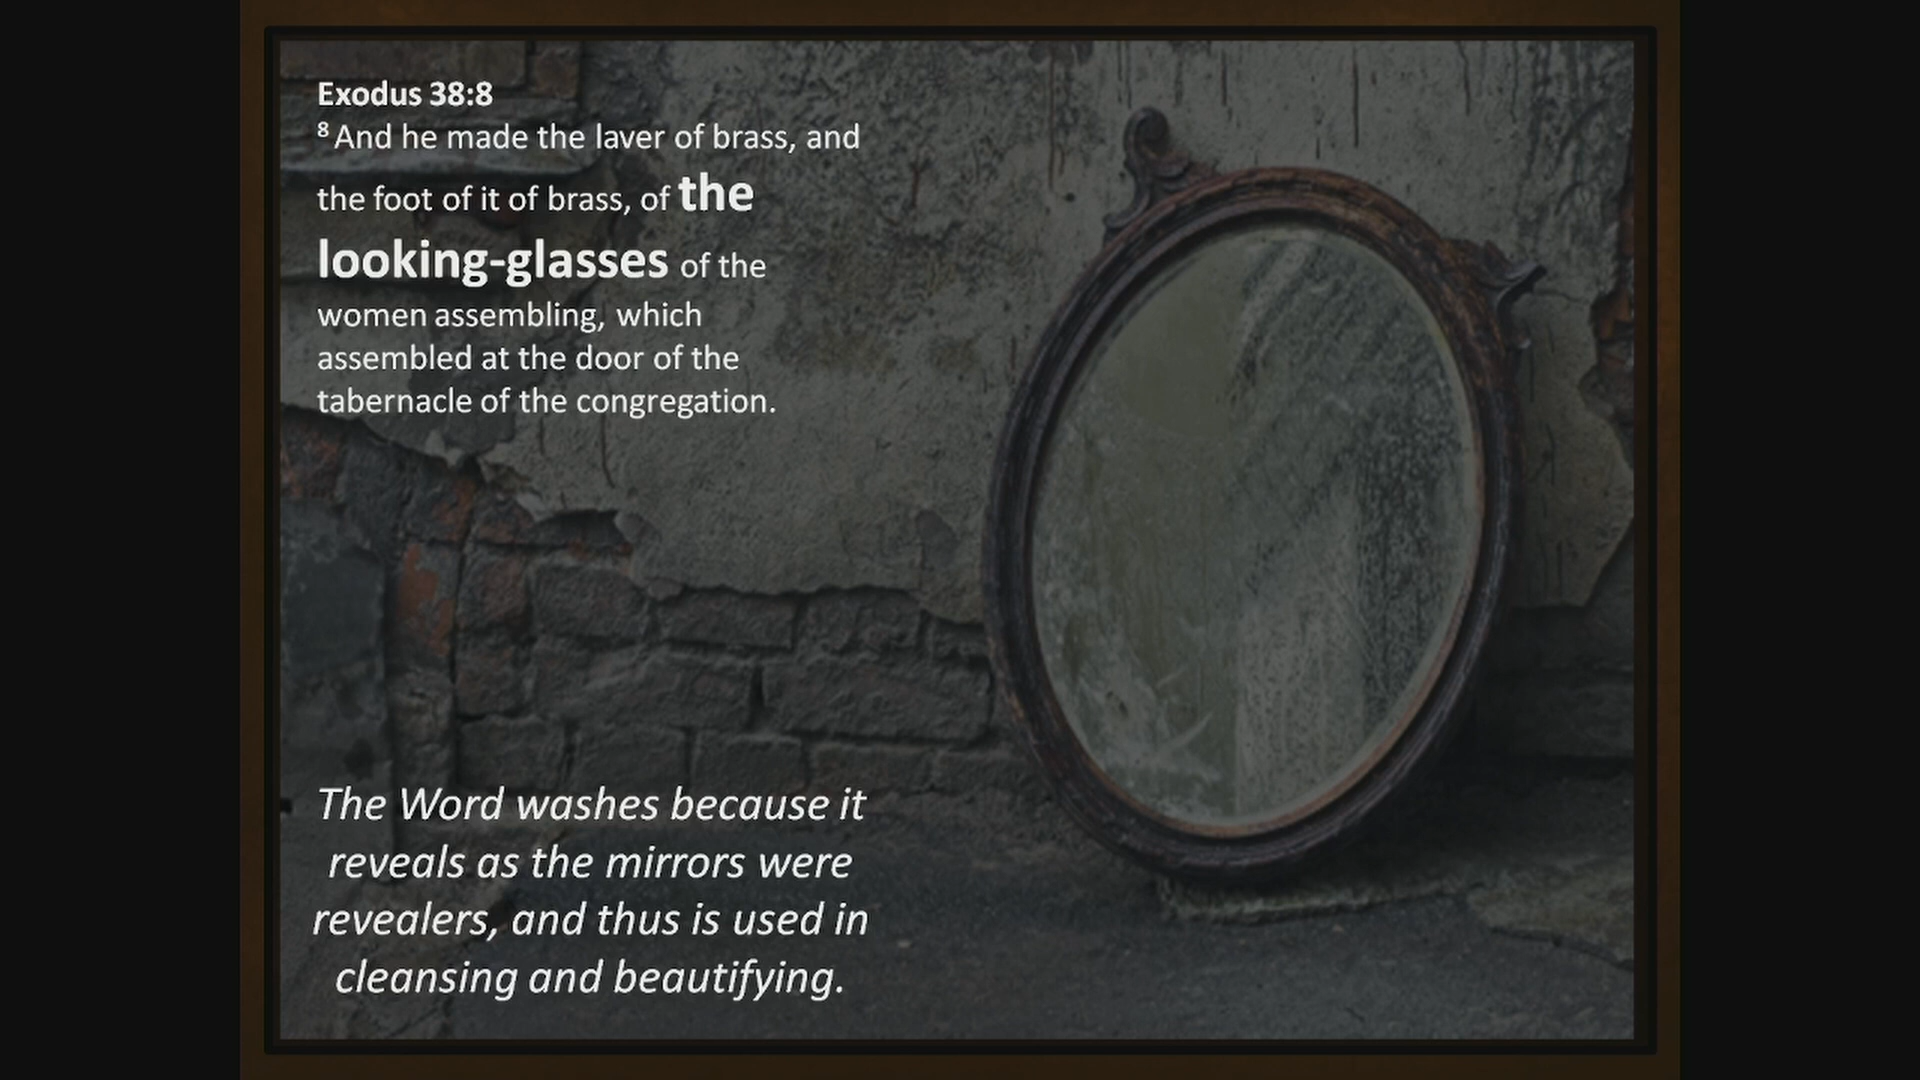 Exodus 38:8
8 And he made the laver of brass, and
the foot of it of brass, of the
looking-glasses of the
women assembling, which
assembled at the door of the
tabernacle of the congregation.
The Word washes because it
reveals as the mirrors were
revealers, and thus is used in
cleansing and beautifying.